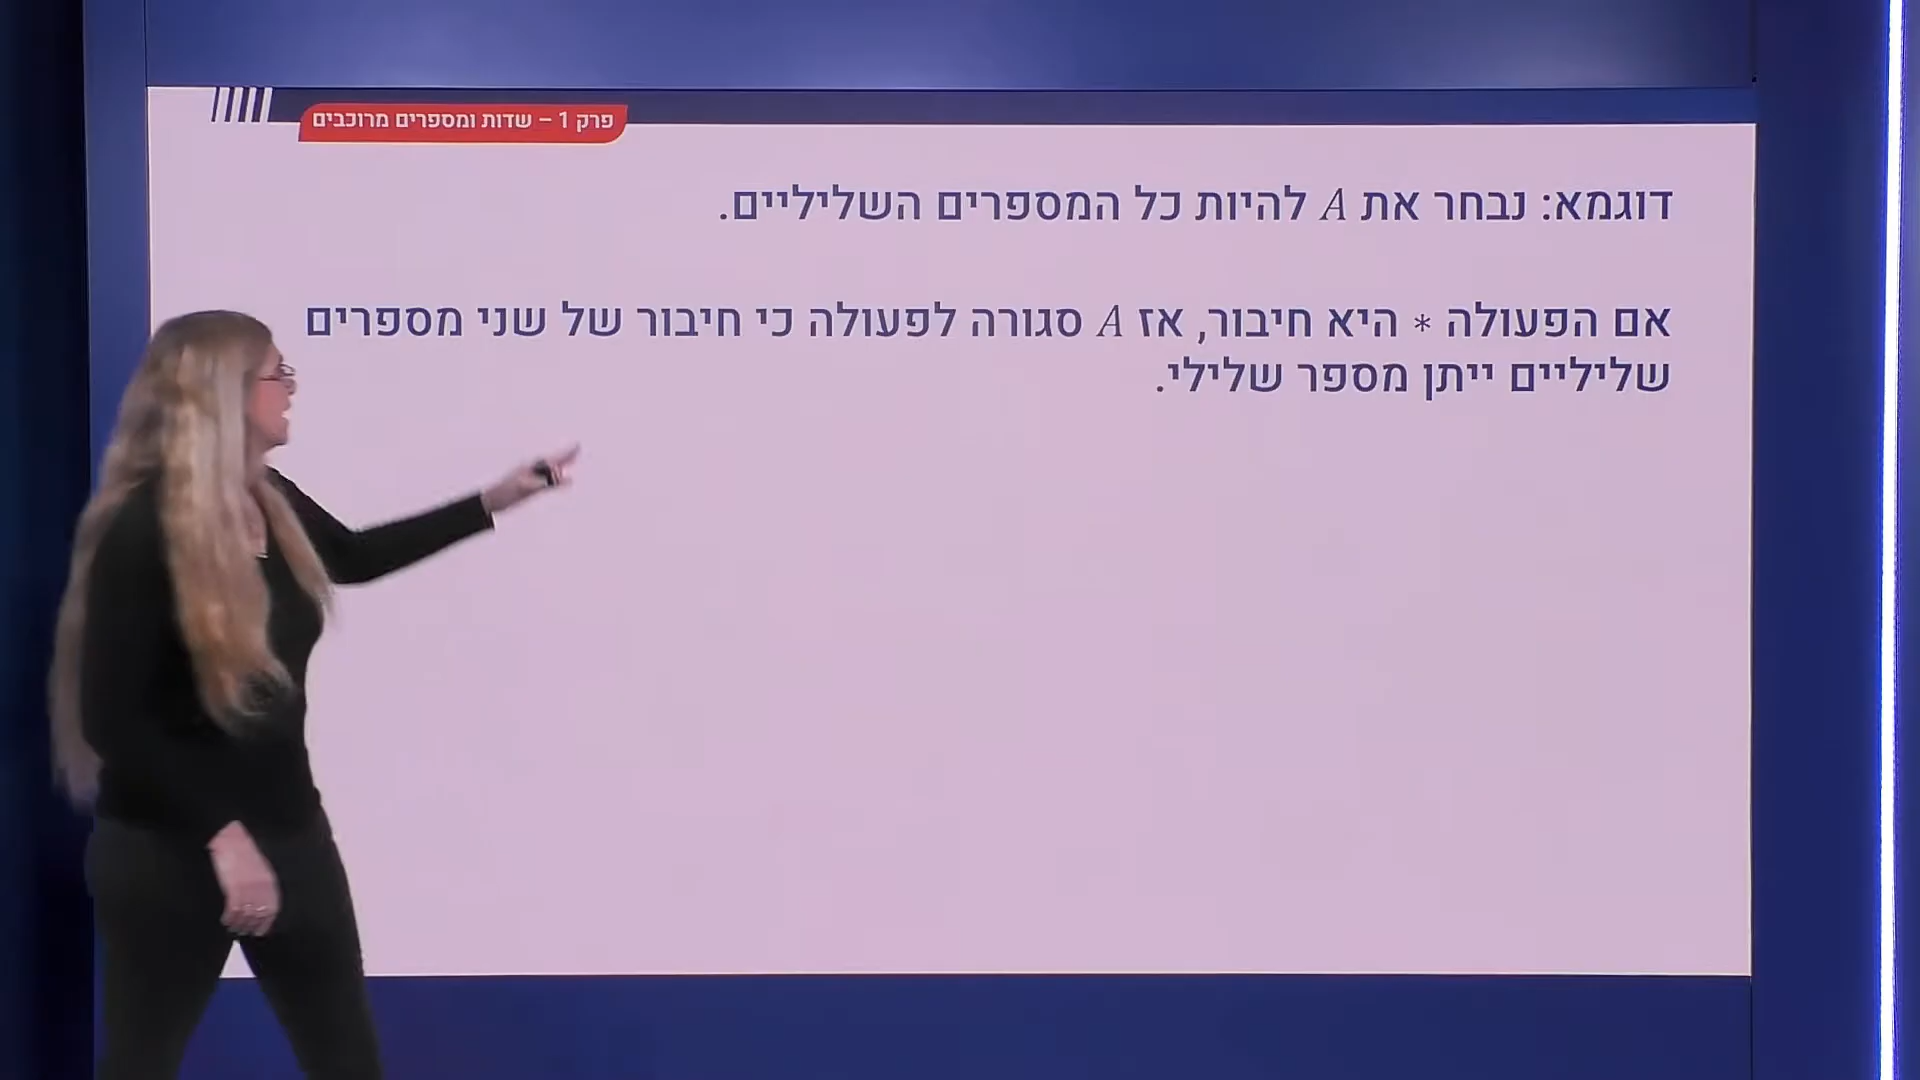 פרק 1 – שדות ומספרים מרוכבים
דוגמא: נבחר את A להיות כל המספרים השליליים.
אם הפעולה * היא חיבור, אז A סגורה לפעולה כי חיבור של שני מספרים
שליליים ייתן מספר שלילי.